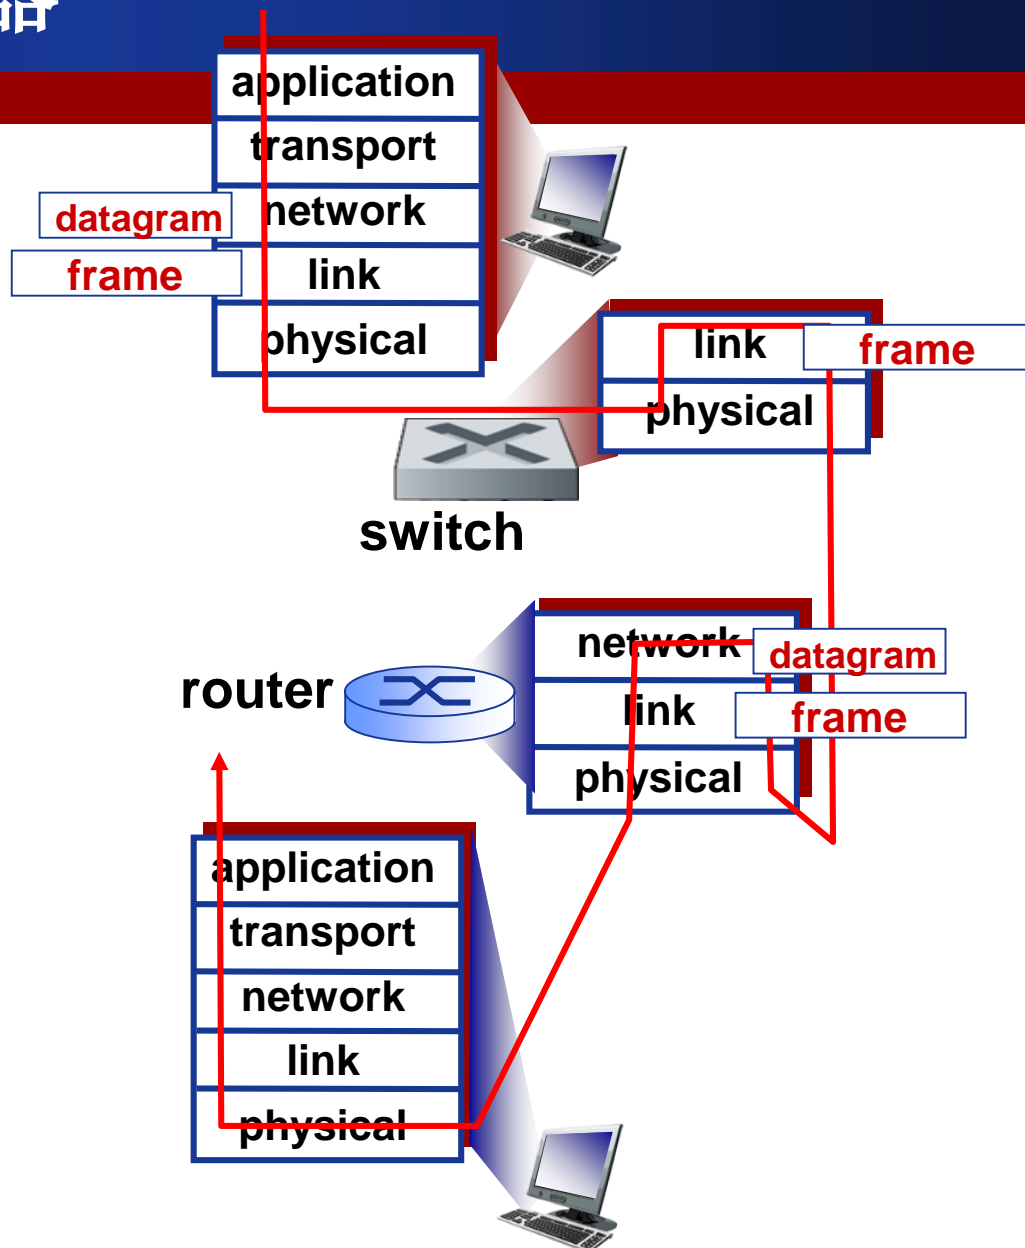 application
transport
datagram network
frame link
physical
link frame
physical
switch
network datagram
router
link frame
physical
application
transport
network
link
physical